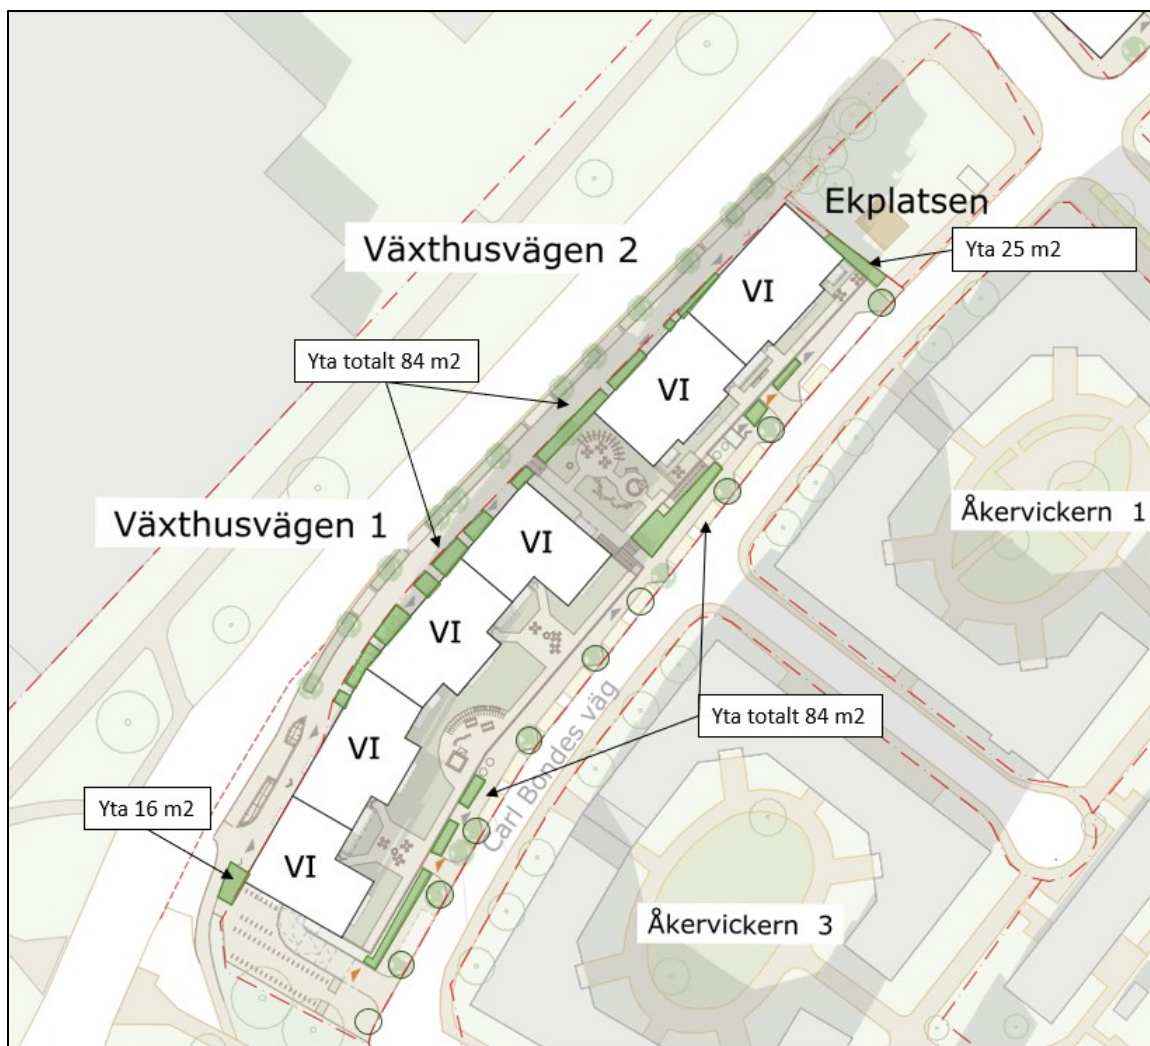 Ekplatsen
Växthusvägen 2
Yta 25 m2
VI
Yta totalt 84 m2
VI
Växthusvägen 1
Åkervickern 1
VI
VI
Yta totalt 84 m2
VI
Carl Bondes väg
Yta 16 m2
VI
Åkervickern 3